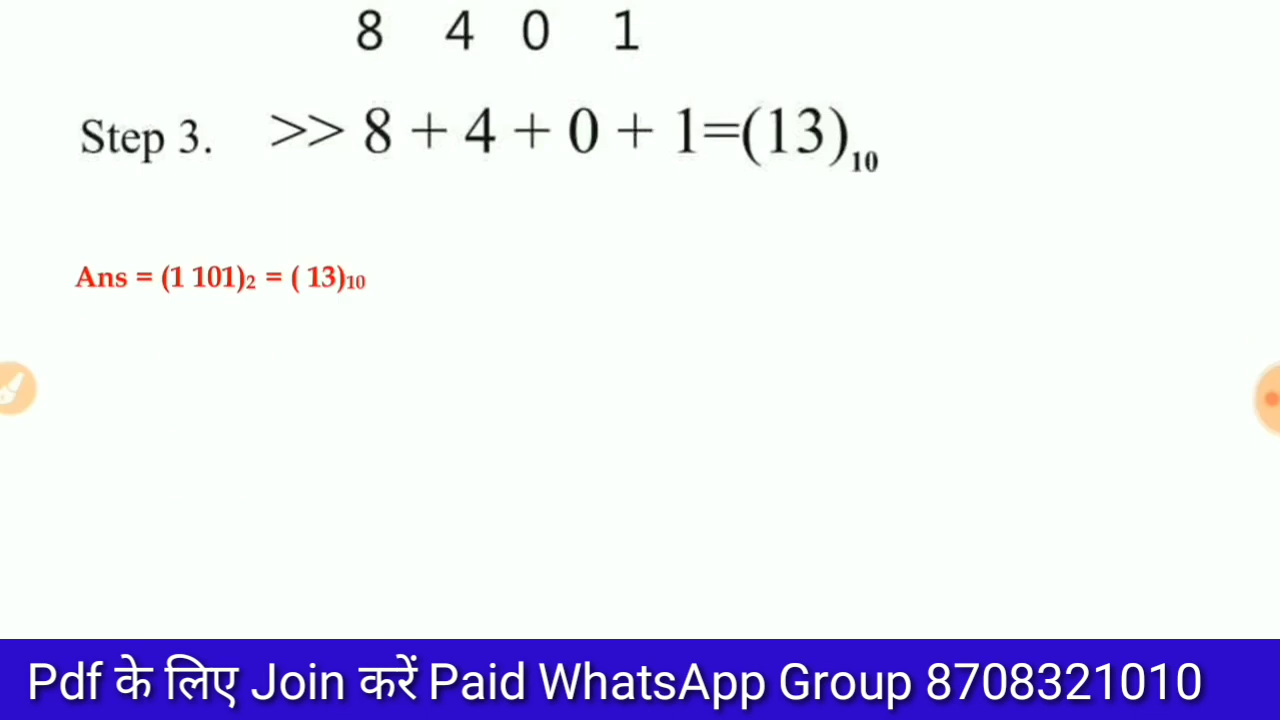 8 4 0 1
Step 3. >> 8 + 4 + 0 + 1=(13)₁₀
Ans = (1 101)₂ = ( 13)₁₀
Pdf के लिए Join करें Paid WhatsApp Group 8708321010